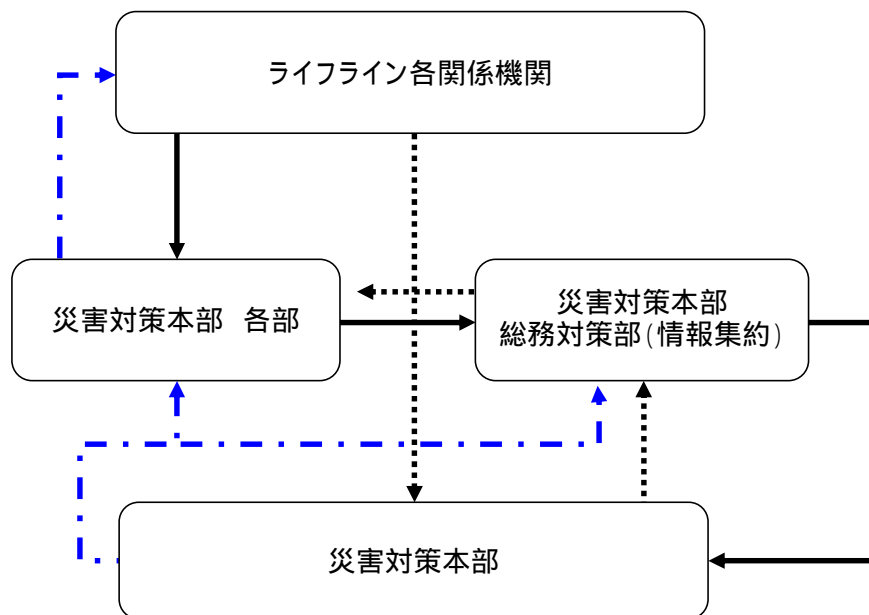 ライフライン各関係機関
災害対策本部 各部
災害対策本部
総務対策部(情報集約)
災害対策本部